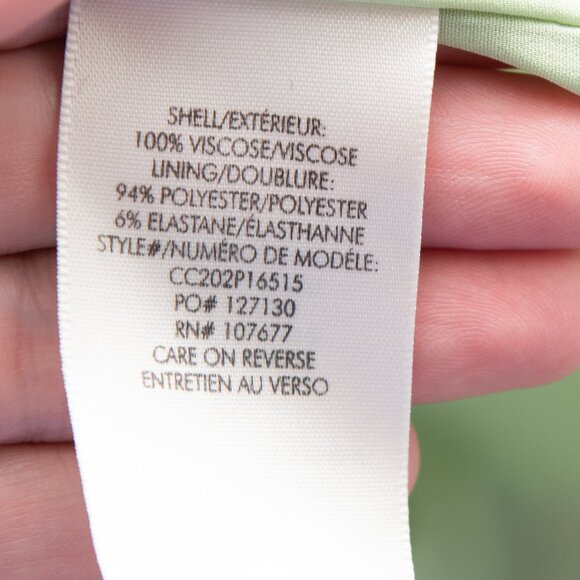 SHELL/EXTÉRIEUR:
100% VISCOSE/VISCOSE
LINING/DOUBLURE:
94% POLYESTER/POLYESTER
6% ELASTANE/ÉLASTHANNE
STYLE#/NUMÉRO DE MODÉLE:
CC202P16515
PO# 127130
RN# 107677
CARE ON REVERSE
ENTRETIEN AU VERSO